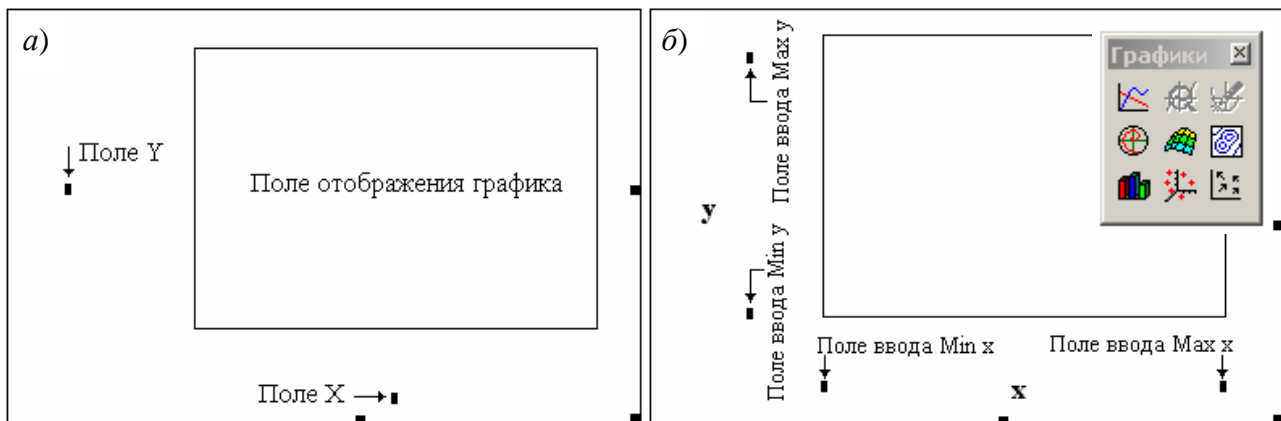 а)
Поле Y
Поле отображения графика
Поле X
б)
Поле ввода Max y
Поле ввода Min y
y
Графики
Поле ввода Min x
Поле ввода Max x
x